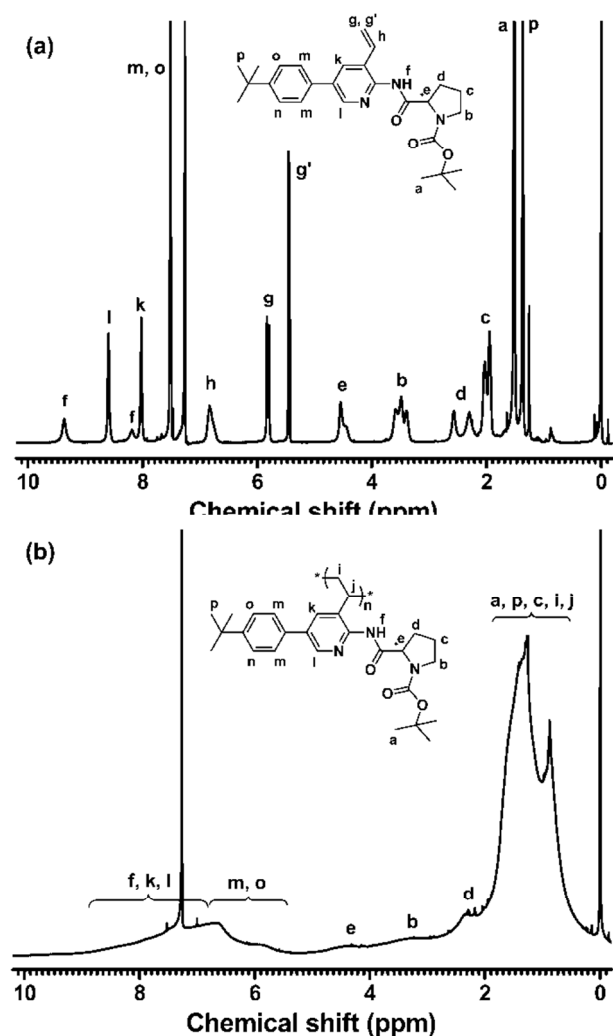 (a)
g, g'
h
a
p
m, o
p
o
m
k
f
NH
d
c
n
m
l
N
O
e
b
N
O
O
a
g'
l
k
g
c
f
f
h
e
b
d
10 8 6 4 2 0
Chemical shift (ppm)
(b)
i
* j *
n
a, p, c, i, j
p
o
m
k
f
NH
d
c
n
m
l
N
O
e
b
N
O
O
a
f, k, l
m, o
d
e
b
10 8 6 4 2 0
Chemical shift (ppm)